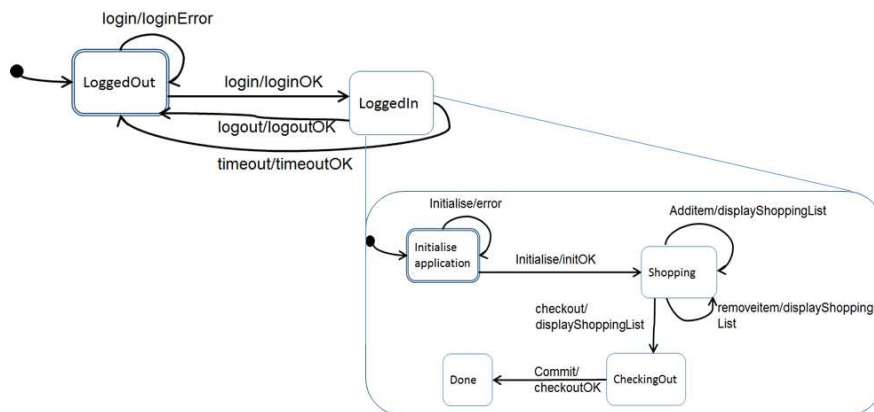 login/loginError
LoggedOut
login/loginOK
LoggedIn
logout/logoutOK
timeout/timeoutOK
Initialise/error
Additem/displayShoppingList
Initialise
application
Initialise/initOK
Shopping
checkout/
displayShoppingList
removeitem/displayShopping
List
Done
Commit/
checkoutOK
CheckingOut